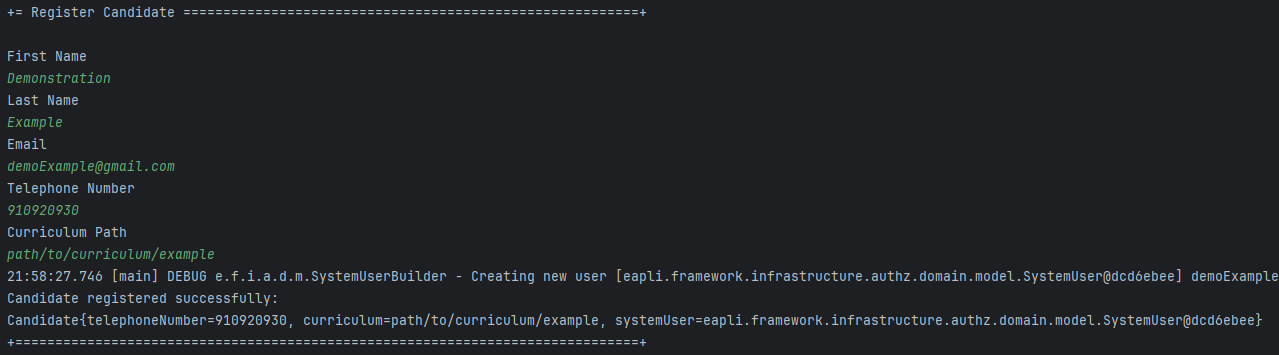 += Register Candidate =========================================================+
First Name
Demonstration
Last Name
Example
Email
demoExample@gmail.com
Telephone Number
910920930
Curriculum Path
path/to/curriculum/example
21:58:27.746 [main] DEBUG e.f.i.a.d.m.SystemUserBuilder - Creating new user [eapli.framework.infrastructure.authz.domain.model.SystemUser@dcd6ebee] demoExample
Candidate registered successfully:
Candidate{telephoneNumber=910920930, curriculum=path/to/curriculum/example, systemUser=eapli.framework.infrastructure.authz.domain.model.SystemUser@dcd6ebee}
+==============================================================================+